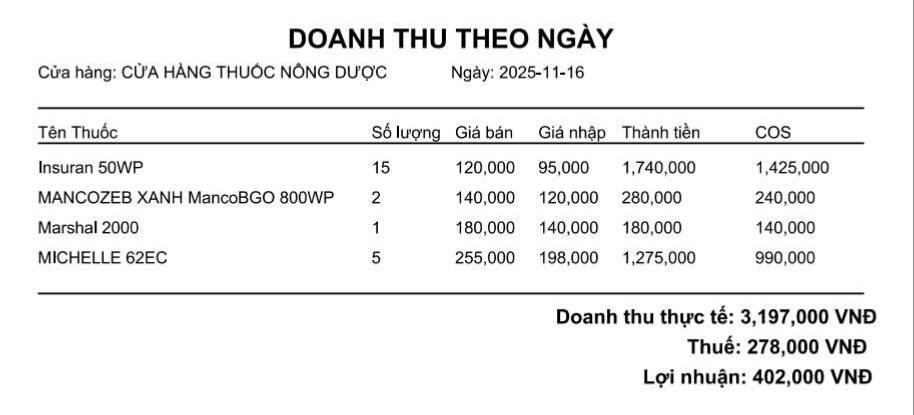 DOANH THU THEO NGÀY
Cửa hàng: CỬA HÀNG THUỐC NÔNG DƯỢC Ngày: 2025-11-16
Tên Thuốc Số lượng Giá bán Giá nhập Thành tiền COS
Insuran 50WP 15 120,000 95,000 1,740,000 1,425,000
MANCOZEB XANH MancoBGO 800WP 2 140,000 120,000 280,000 240,000
Marshal 2000 1 180,000 140,000 180,000 140,000
MICHELLE 62EC 5 255,000 198,000 1,275,000 990,000
Doanh thu thực tế: 3,197,000 VNĐ
Thuế: 278,000 VNĐ
Lợi nhuận: 402,000 VNĐ